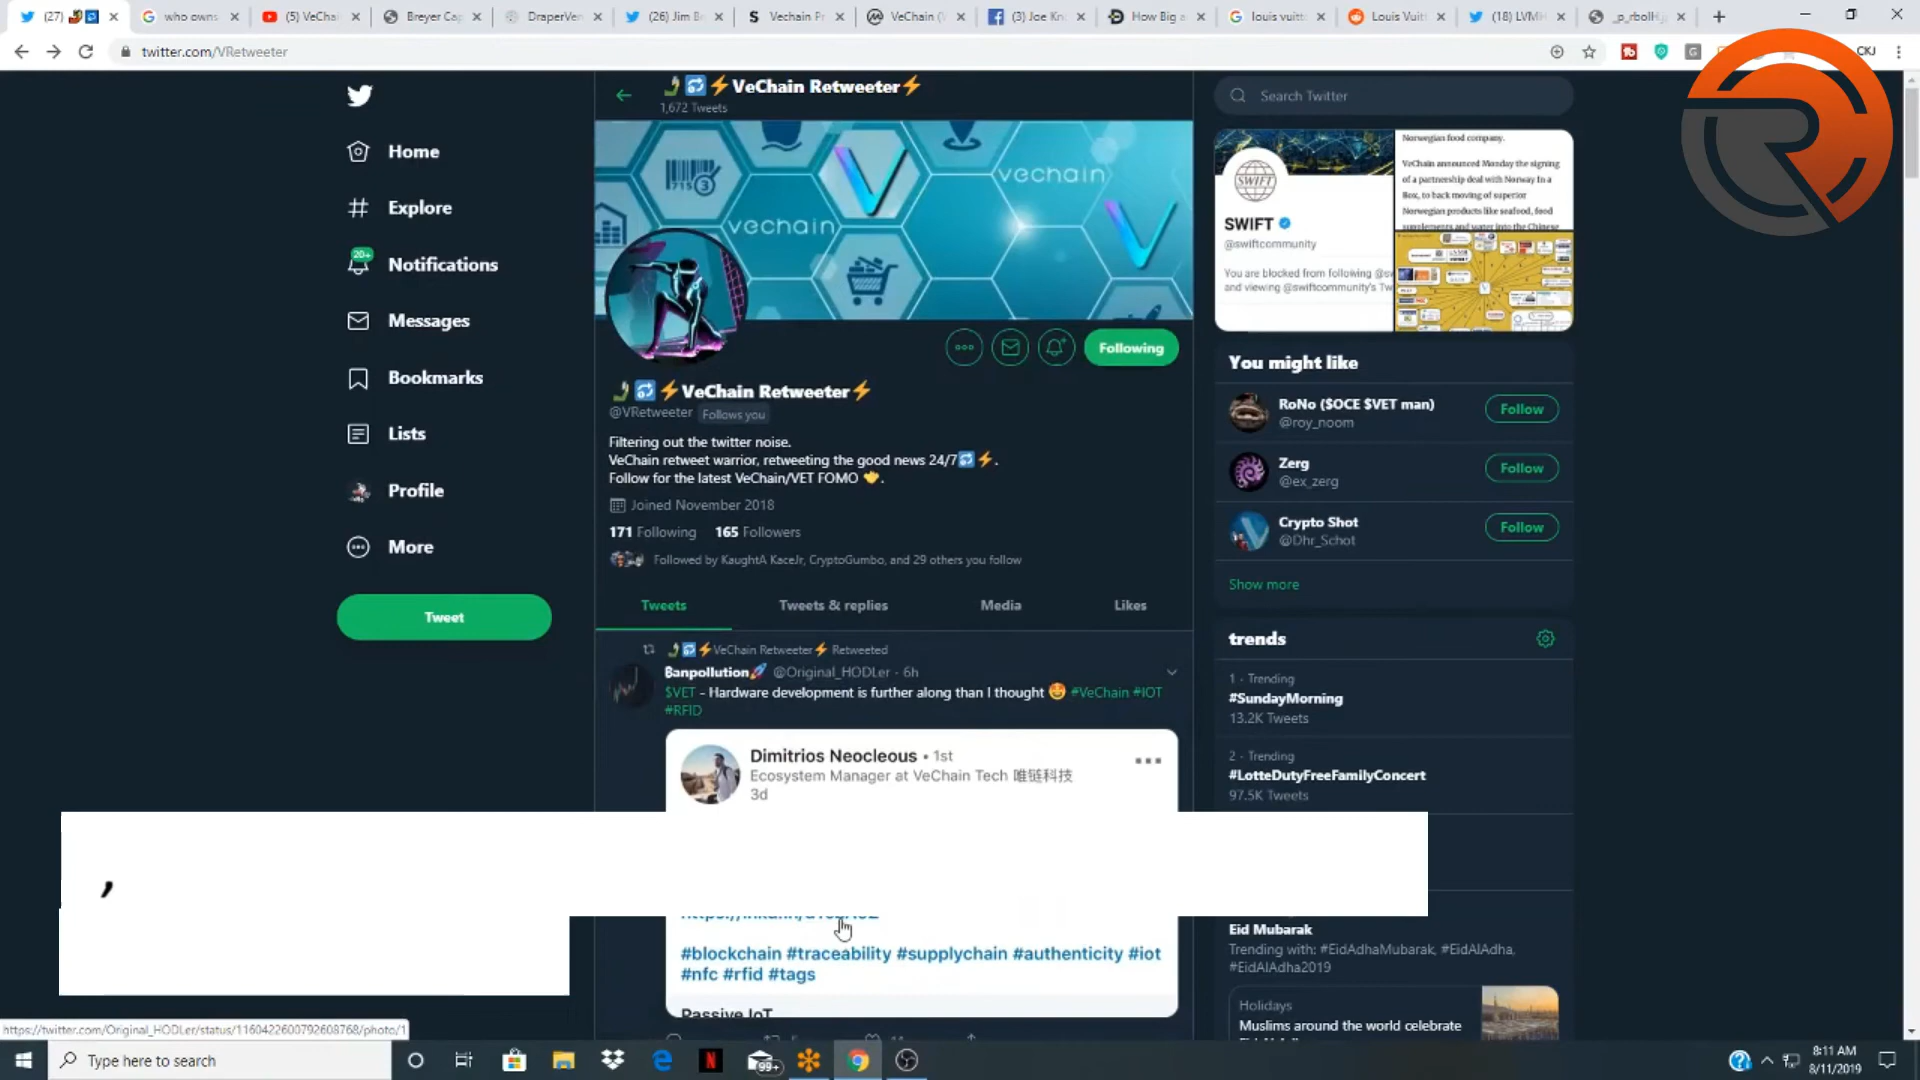 (27)
who owns
(5) VeChai
Breyer Cap
DraperVen
(26) Jim Br
Vechain Pr
VeChain (V
(3) Joe Kn
How Big a
louis vuitt
Louis Vuit
(18) LVMH
_p_rbolH.j
twitter.com/VRetweeter
CKJ
VeChain Retweeter
1,672 Tweets
Search Twitter
Home
Explore
20+
Notifications
Messages
Bookmarks
Lists
Profile
More
Tweet
vechain
vechain
Following
VeChain Retweeter
@VRetweeter Follows you
Filtering out the twitter noise.
VeChain retweet warrior, retweeting the good news 24/7🔁⚡.
Follow for the latest VeChain/VET FOMO 🤝.
Joined November 2018
171 Following 165 Followers
Followed by KaughtA KaceJr, CryptoGumbo, and 29 others you follow
Tweets Tweets & replies Media Likes
VeChain Retweeter⚡ Retweeted
Banpollution🚀 @Original_HODLer · 6h
$VET - Hardware development is further along than I thought 🤩 #VeChain #IOT
#RFID
Dimitrios Neocleous • 1st
Ecosystem Manager at VeChain Tech 唯链科技
3d
,
#blockchain #traceability #supplychain #authenticity #iot
#nfc #rfid #tags
Passive IoT
SWIFT
SWIFT
@swiftcommunity
You are blocked from following @sw
and viewing @swiftcommunity's Tw
Norwegian food company.
VeChain announced Monday the signing
of a partnership deal with Norway In a
Box, to back moving of superior
Norwegian products like seafood, food
supplements and water into the Chinese
You might like
RoNo ($OCE $VET man)
@roy_noom
Follow
Zerg
@ex_zerg
Follow
Crypto Shot
@Dhr_Schot
Follow
Show more
trends
1 · Trending
#SundayMorning
13.2K Tweets
2 · Trending
#LotteDutyFreeFamilyConcert
97.5K Tweets
Eid Mubarak
Trending with: #EidAdhaMubarak, #EidAlAdha,
#EidAlAdha2019
Holidays
Muslims around the world celebrate
https://twitter.com/Original_HODLer/status/1160422600792608768/photo/1
Type here to search
99+
8:11 AM
8/11/2019